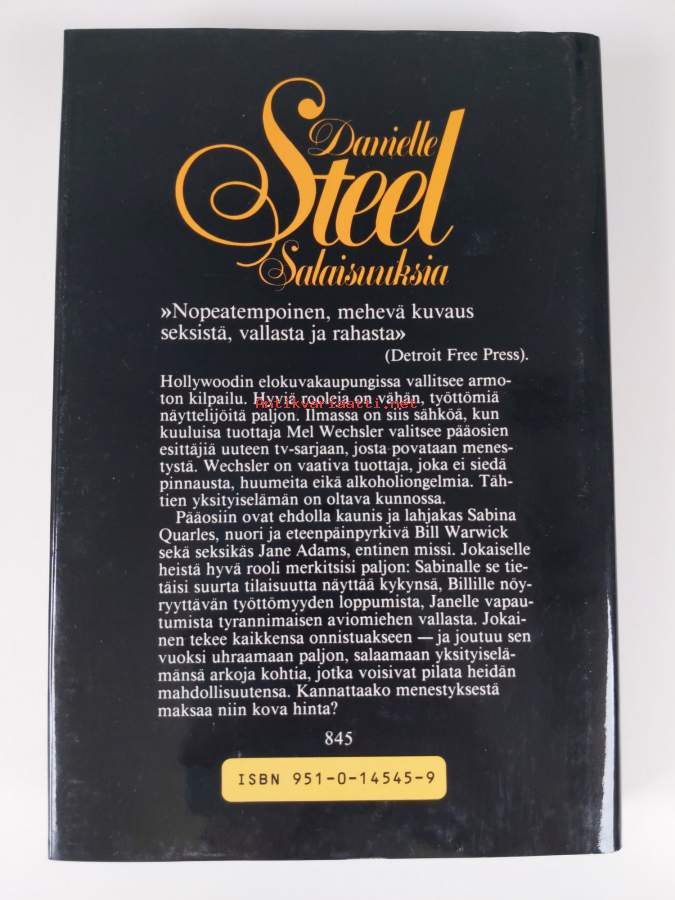 Danielle
Steel
Salaisuuksia
»Nopeatempoinen, mehevä kuvaus
seksistä, vallasta ja rahasta»
(Detroit Free Press).
Hollywoodin elokuvakaupungissa vallitsee armo-
ton kilpailu. Hyviä rooleja on vähän, työttömiä
Antikvariaatti.net
näyttelijöitä paljon. Ilmassa on siis sähköä, kun
kuuluisa tuottaja Mel Wechsler valitsee pääosien
esittäjiä uuteen tv-sarjaan, josta povataan menes-
tystä. Wechsler on vaativa tuottaja, joka ei siedä
pinnausta, huumeita eikä alkoholiongelmia. Täh-
tien yksityiselämän on oltava kunnossa.
Pääosiin ovat ehdolla kaunis ja lahjakas Sabina
Quarles, nuori ja eteenpäinpyrkivä Bill Warwick
sekä seksikäs Jane Adams, entinen missi. Jokaiselle
heistä hyvä rooli merkitsisi paljon: Sabinalle se tie-
täisi suurta tilaisuutta näyttää kykynsä, Billille nöy-
ryyttävän työttömyyden loppumista, Janelle vapau-
tumista tyrannimaisen aviomiehen vallasta. Jokai-
nen tekee kaikkensa onnistuakseen — ja joutuu sen
vuoksi uhraamaan paljon, salaamaan yksityiselä-
mänsä arkoja kohtia, jotka voisivat pilata heidän
mahdollisuutensa. Kannattaako menestyksestä
maksaa niin kova hinta?
845
ISBN 951-0-14545-9